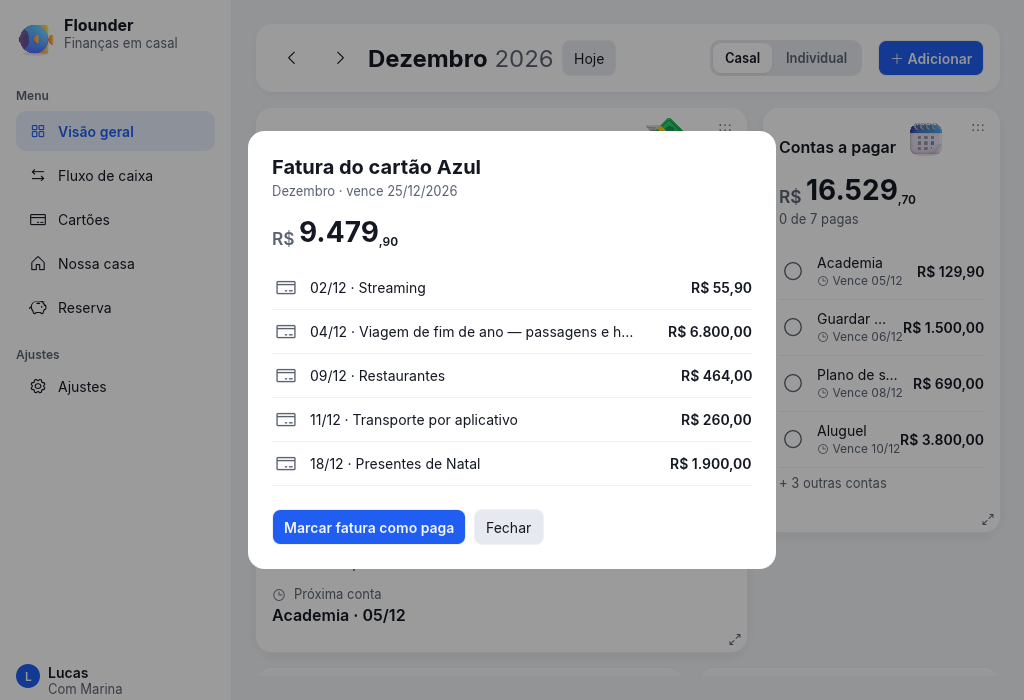 Flounder
Finanças em casal
Menu
Visão geral
Fluxo de caixa
Cartões
Nossa casa
Reserva
Ajustes
Ajustes
L
Lucas
Com Marina
Dezembro 2026
Hoje
Casal
Individual
+ Adicionar
Fatura do cartão Azul
Dezembro · vence 25/12/2026
R$ 9.479,90
02/12 · Streaming R$ 55,90
04/12 · Viagem de fim de ano — passagens e h... R$ 6.800,00
09/12 · Restaurantes R$ 464,00
11/12 · Transporte por aplicativo R$ 260,00
18/12 · Presentes de Natal R$ 1.900,00
Marcar fatura como paga
Fechar
Próxima conta
Academia · 05/12
Contas a pagar
R$ 16.529,70
0 de 7 pagas
Academia R$ 129,90
Vence 05/12
Guardar ... R$ 1.500,00
Vence 06/12
Plano de s... R$ 690,00
Vence 08/12
Aluguel R$ 3.800,00
Vence 10/12
+ 3 outras contas